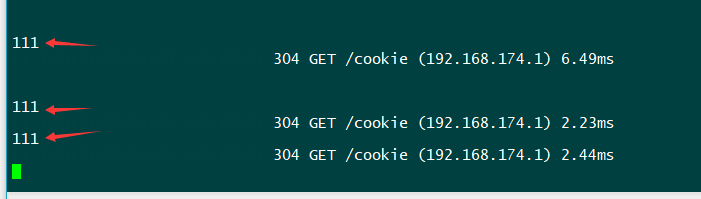 111
304 GET /cookie (192.168.174.1) 6.49ms
111
304 GET /cookie (192.168.174.1) 2.23ms
111
304 GET /cookie (192.168.174.1) 2.44ms